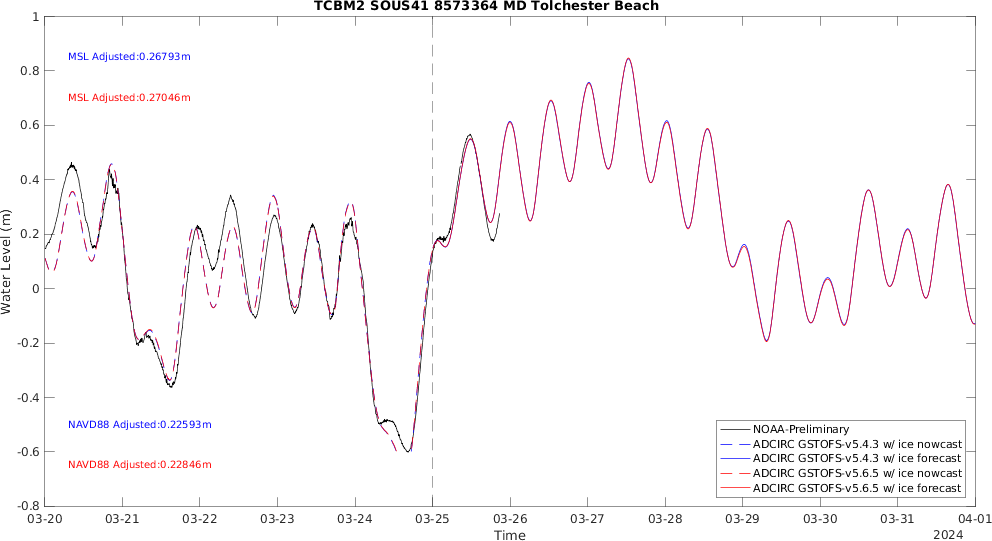 TCBM2 SOUS41 8573364 MD Tolchester Beach
1
0.8
0.6
0.4
0.2
0
-0.2
-0.4
-0.6
-0.8
Water Level (m)
MSL Adjusted:0.26793m
MSL Adjusted:0.27046m
NAVD88 Adjusted:0.22593m
NAVD88 Adjusted:0.22846m
NOAA-Preliminary
ADCIRC GSTOFS-v5.4.3 w/ ice nowcast
ADCIRC GSTOFS-v5.4.3 w/ ice forecast
ADCIRC GSTOFS-v5.6.5 w/ ice nowcast
ADCIRC GSTOFS-v5.6.5 w/ ice forecast
03-20 03-21 03-22 03-23 03-24 03-25 03-26 03-27 03-28 03-29 03-30 03-31 04-01
Time
2024